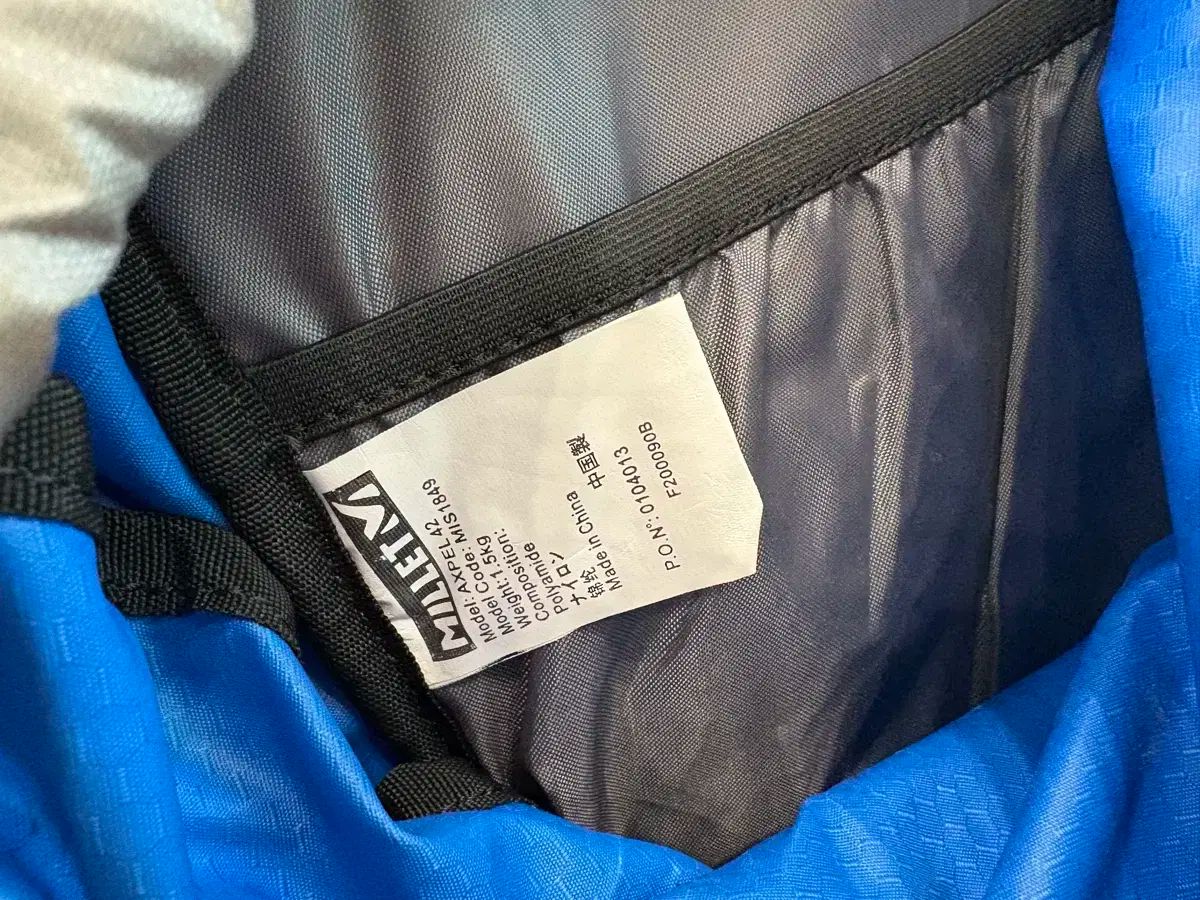 MILLET
Model: AXPEL 42
Model Code: MIS1849
Weight: 1.5kg
Composition:
Polyamide
ナイロン
錦纶
Made in China 中国製
P.O.N°: 0104013
F200090B